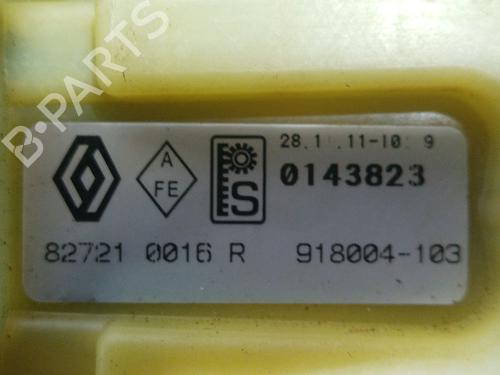 B-PARTS
28.1 .11-10 9
A
FE
S
0143823
82721 0016 R 918004-103